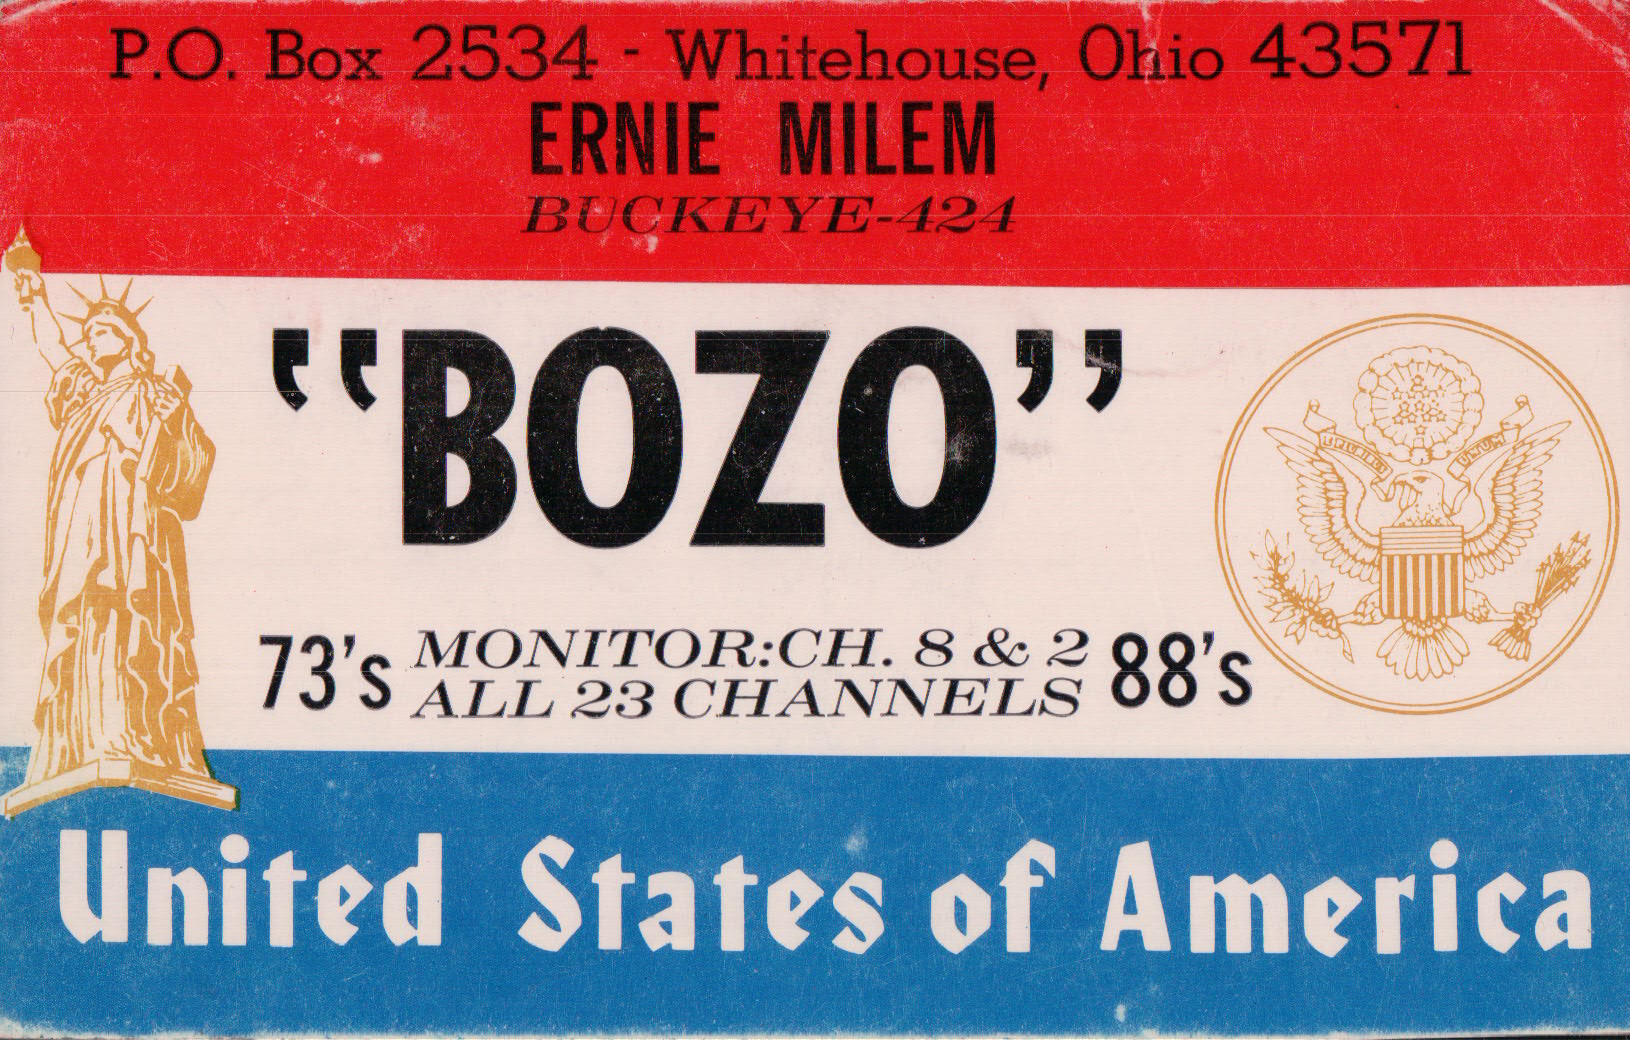 P.O. Box 2534 - Whitehouse, Ohio 43571
ERNIE MILEM
BUCKEYE-424
"BOZO"
73's MONITOR:CH. 8 & 2 88's
ALL 23 CHANNELS
United States of America